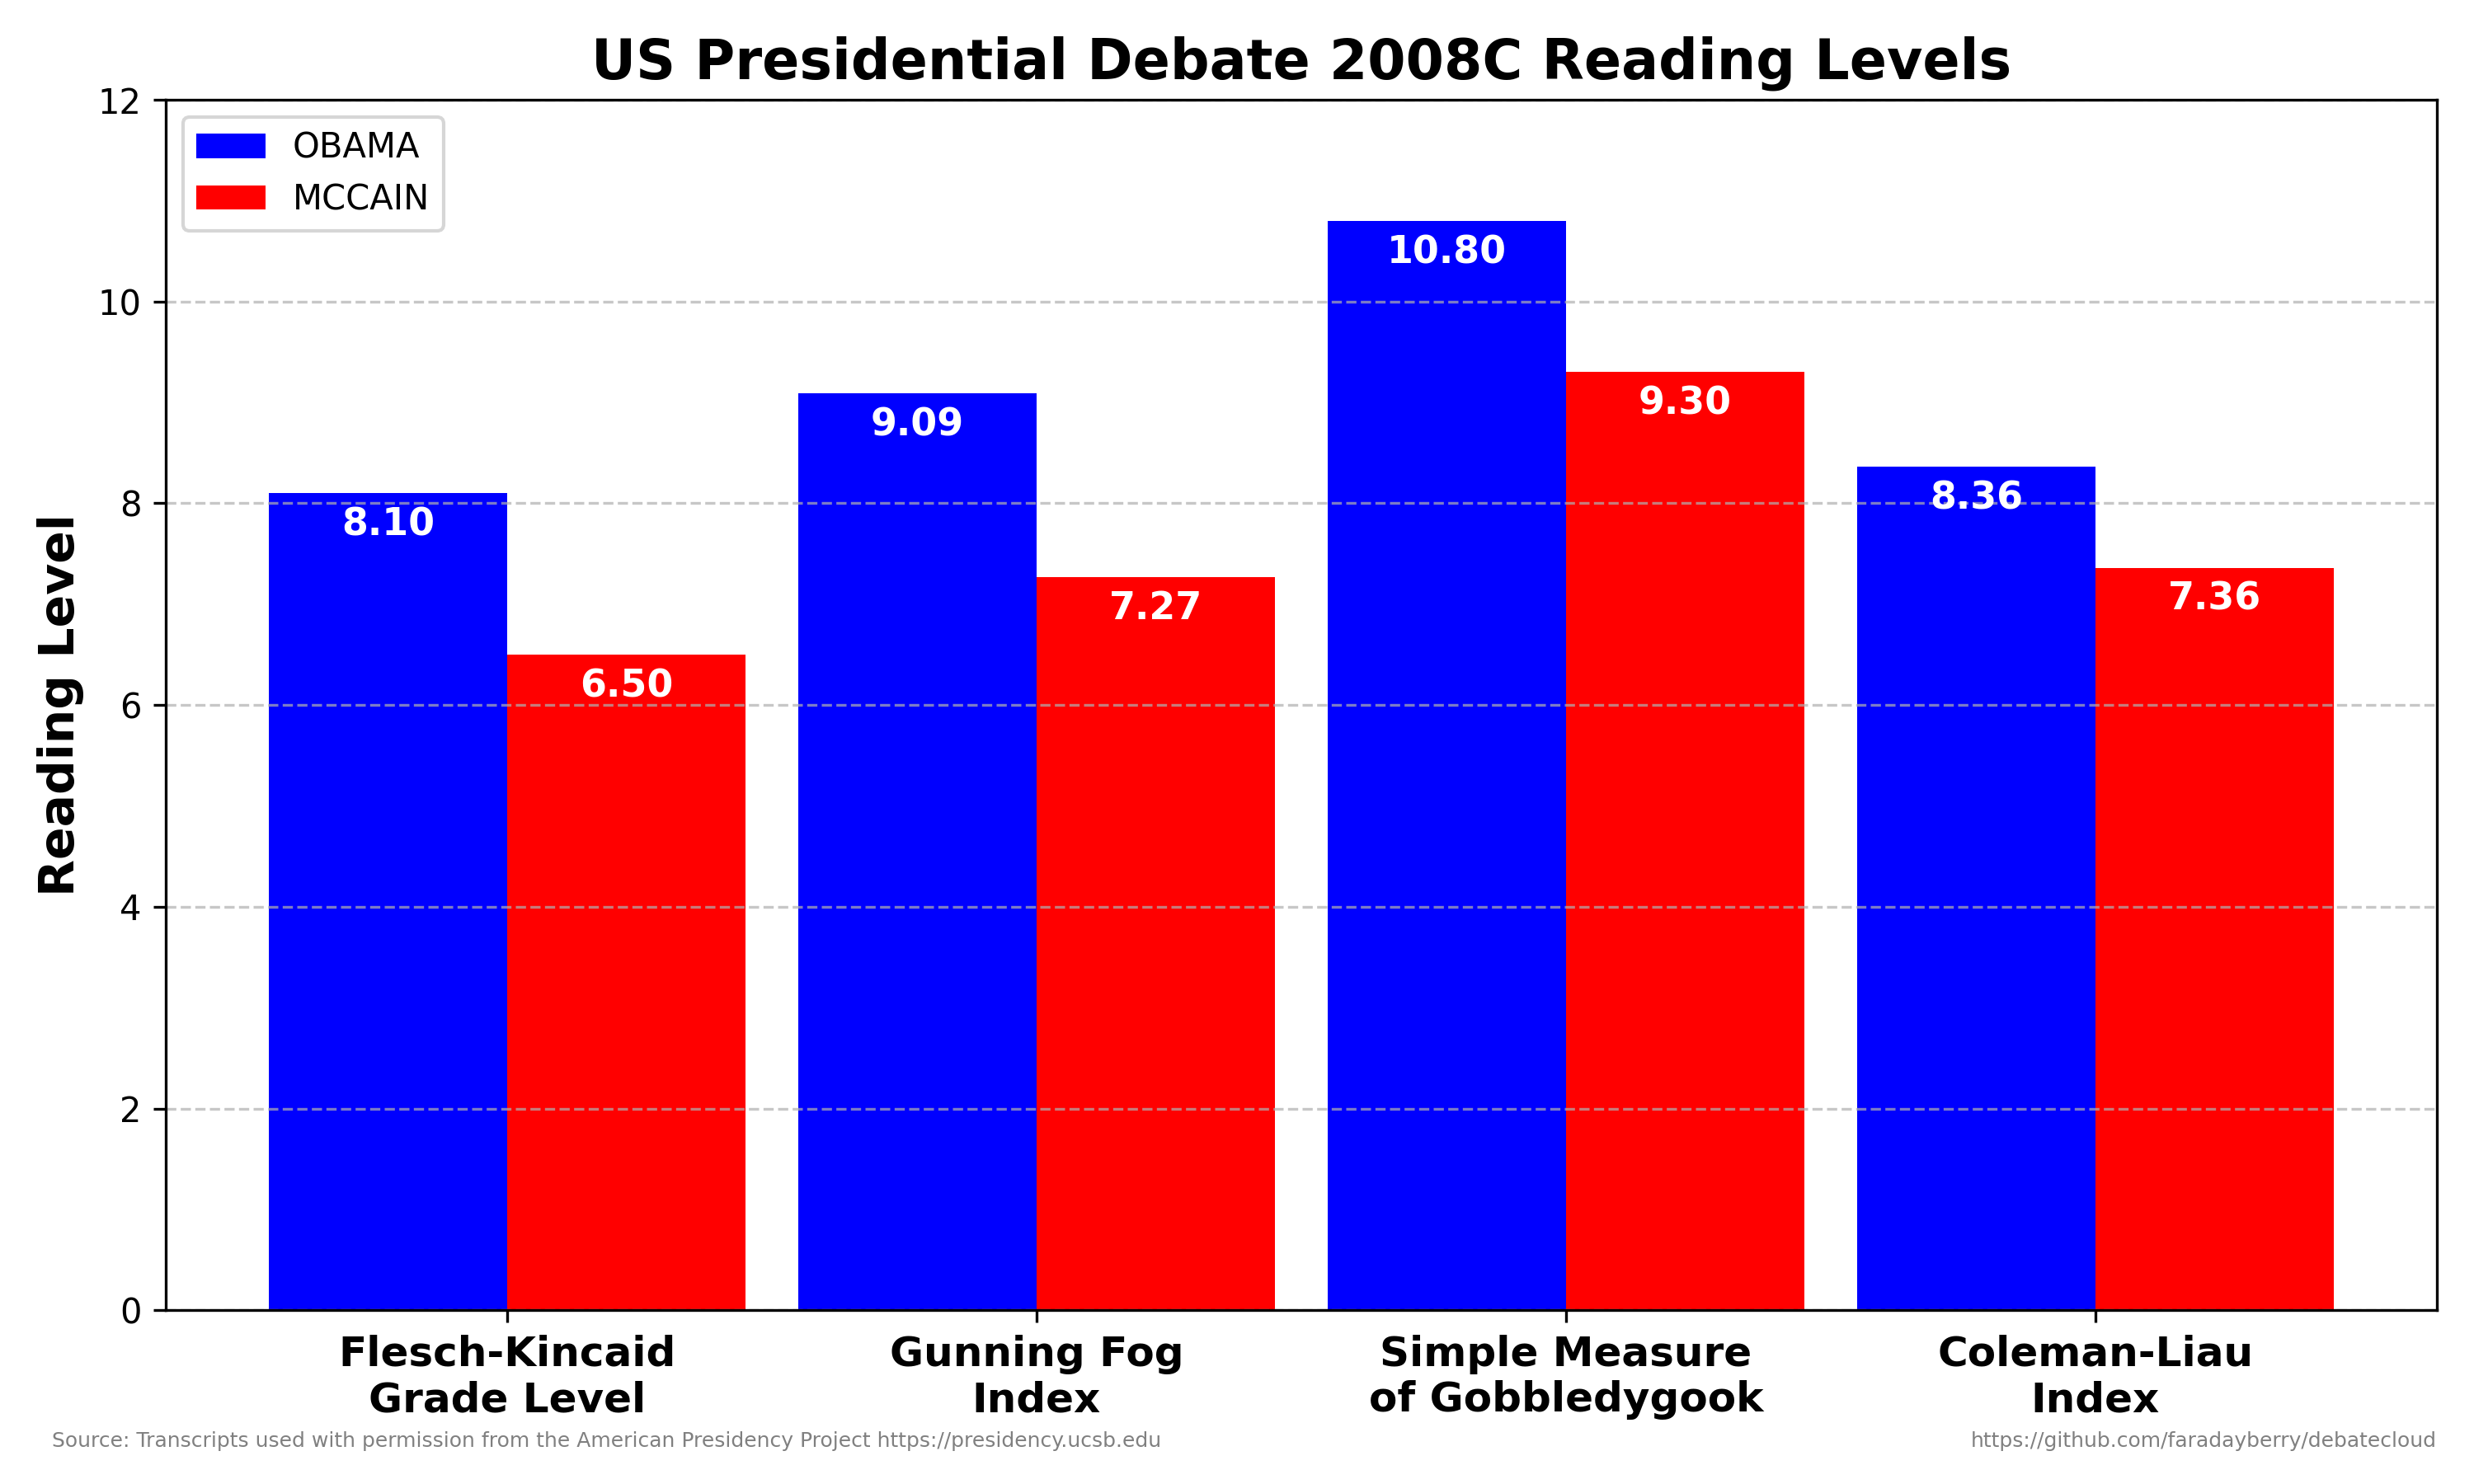 US Presidential Debate 2008C Reading Levels
12
10
8
6
4
2
0
Reading Level
OBAMA
MCCAIN
8.10
6.50
9.09
7.27
10.80
9.30
8.36
7.36
Flesch-Kincaid
Grade Level
Gunning Fog
Index
Simple Measure
of Gobbledygook
Coleman-Liau
Index
Source: Transcripts used with permission from the American Presidency Project https://presidency.ucsb.edu
https://github.com/faradayberry/debatecloud